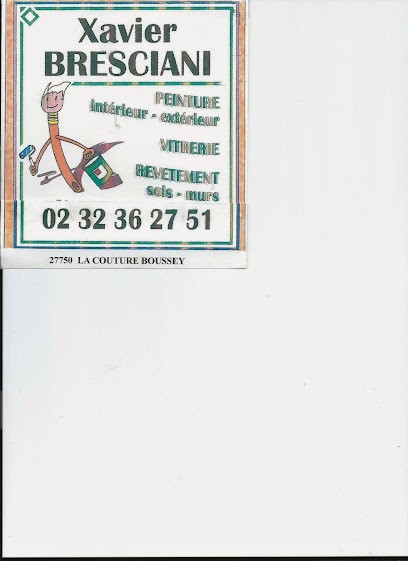 Xavier
BRESCIANI
PEINTURE
intérieur - extérieur
VITRERIE
REVETEMENT
sols - murs
02 32 36 27 51
27750 LA COUTURE BOUSSEY